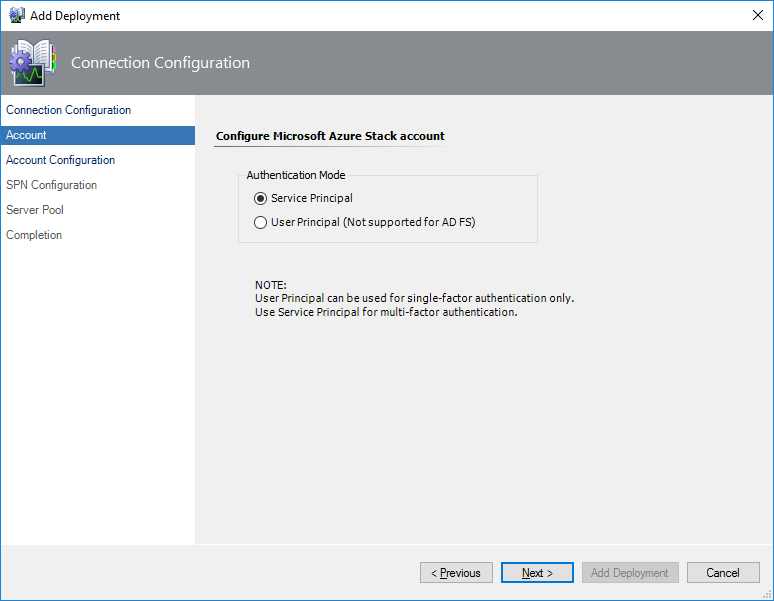 Add Deployment
Connection Configuration
Connection Configuration
Account
Account Configuration
SPN Configuration
Server Pool
Completion
Configure Microsoft Azure Stack account
Authentication Mode
Service Principal
User Principal (Not supported for AD FS)
NOTE:
User Principal can be used for single-factor authentication only.
Use Service Principal for multi-factor authentication.
< Previous
Next >
Add Deployment
Cancel